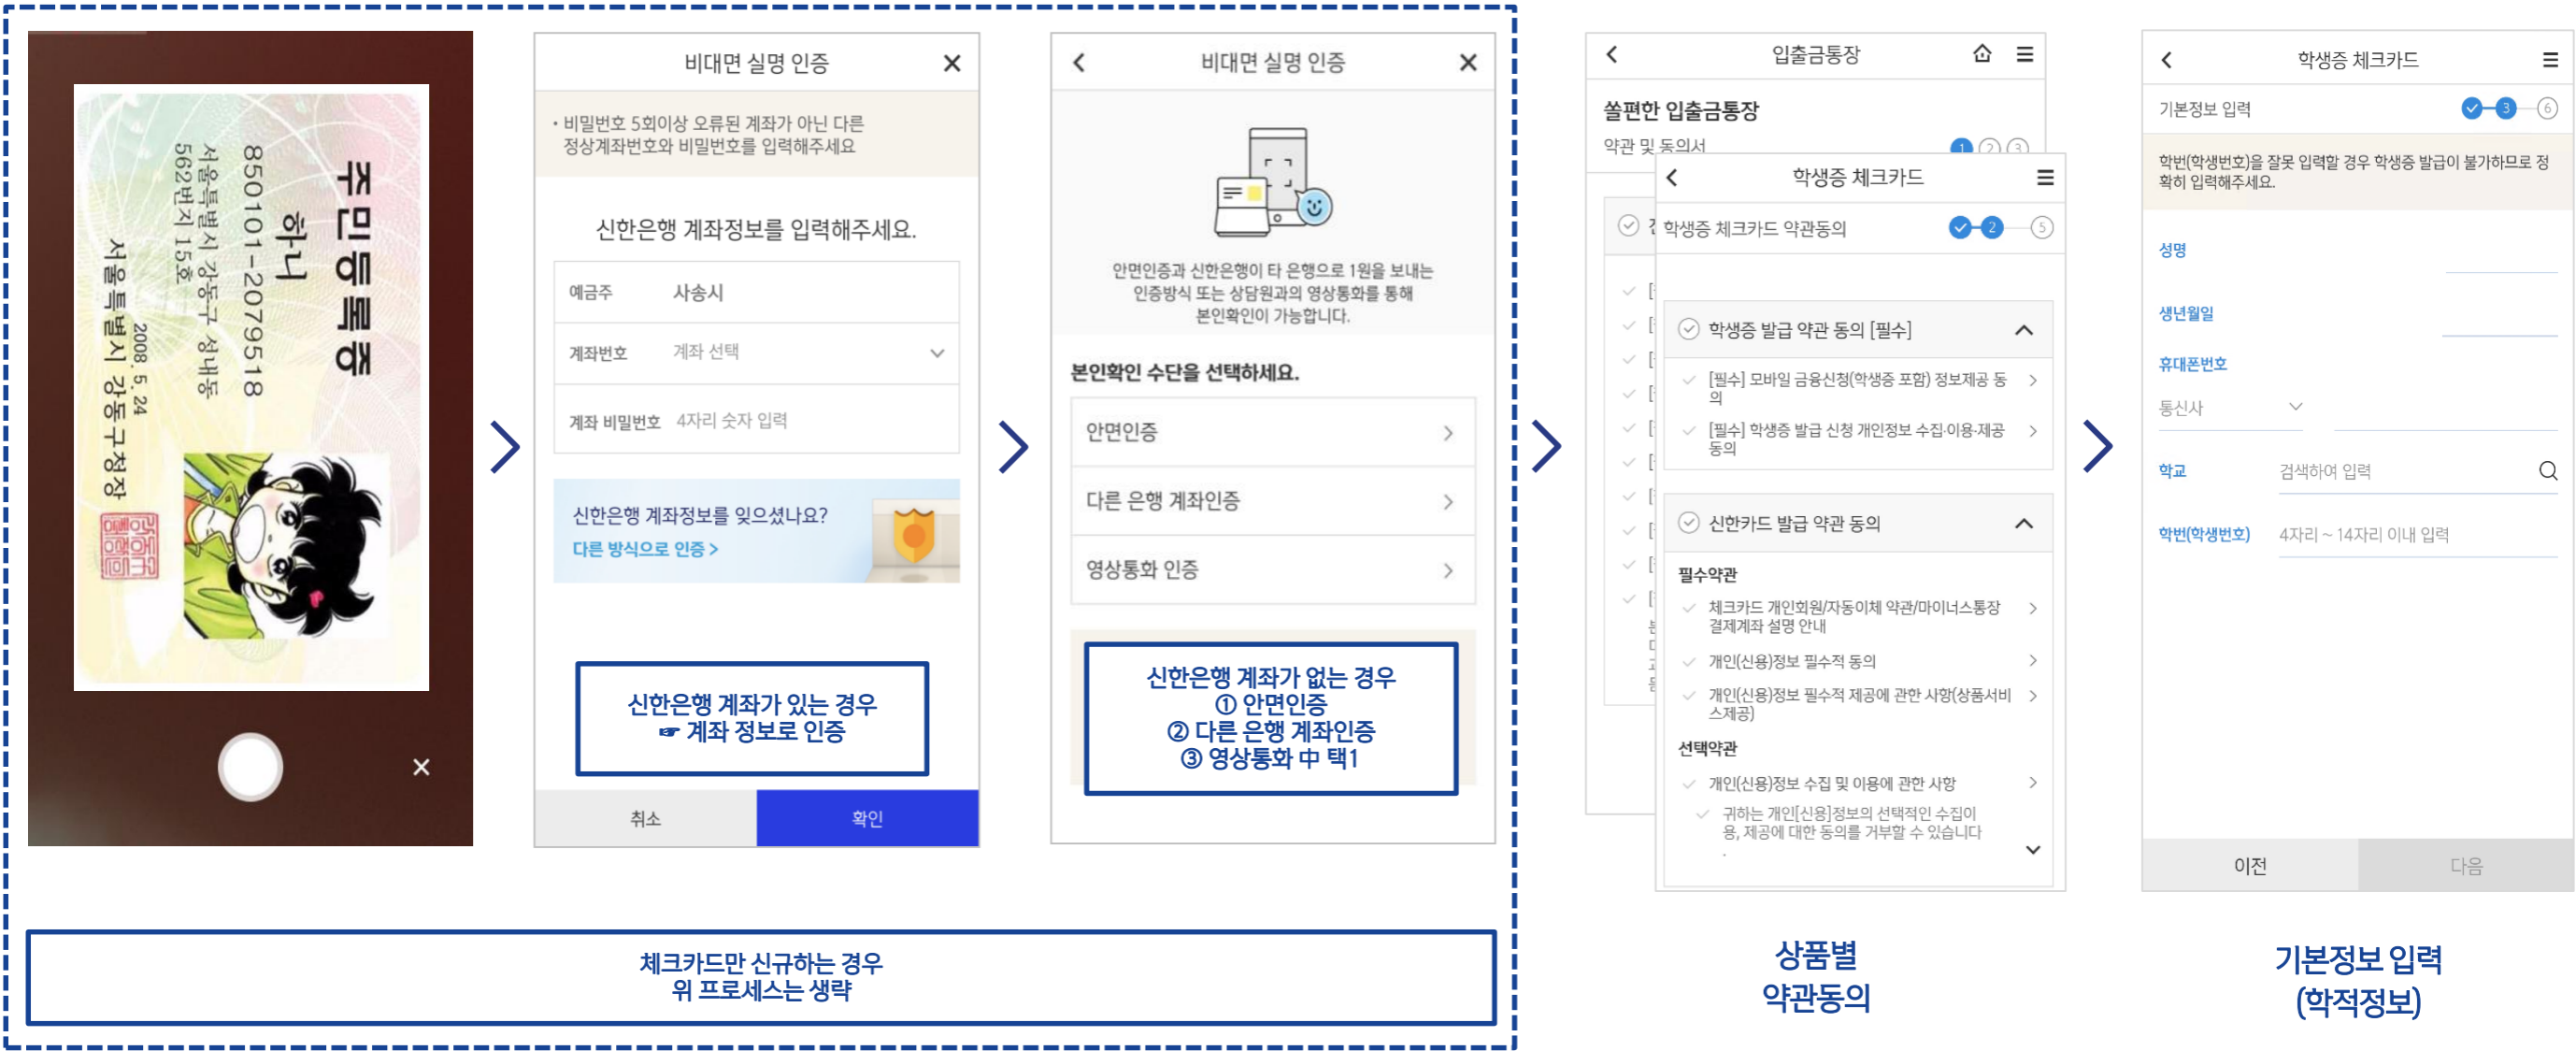 주민등록증
하니
850101-2079518
서울특별시 강동구 성내동
562번지 15호
2008. 5. 24
서울특별시 강동구청장
비대면 실명 인증
• 비밀번호 5회이상 오류된 계좌가 아닌 다른
정상계좌번호와 비밀번호를 입력해주세요
신한은행 계좌정보를 입력해주세요.
예금주 사송시
계좌번호 계좌 선택
계좌 비밀번호 4자리 숫자 입력
신한은행 계좌정보를 잊으셨나요?
다른 방식으로 인증 >
신한은행 계좌가 있는 경우
☞ 계좌 정보로 인증
취소 확인
비대면 실명 인증
안면인증과 신한은행이 타 은행으로 1원을 보내는
인증방식 또는 상담원과의 영상통화를 통해
본인확인이 가능합니다.
본인확인 수단을 선택하세요.
안면인증
다른 은행 계좌인증
영상통화 인증
신한은행 계좌가 없는 경우
① 안면인증
② 다른 은행 계좌인증
③ 영상통화 中 택1
체크카드만 신규하는 경우
위 프로세스는 생략
입출금통장
쏠편한 입출금통장
약관 및 동의서
1 2 3
학생증 체크카드
학생증 체크카드 약관동의
2 5
학생증 발급 약관 동의 [필수]
[필수] 모바일 금융신청(학생증 포함) 정보제공 동
의
[필수] 학생증 발급 신청 개인정보 수집·이용·제공
동의
신한카드 발급 약관 동의
필수약관
체크카드 개인회원/자동이체 약관/마이너스통장
결제계좌 설명 안내
개인(신용)정보 필수적 동의
개인(신용)정보 필수적 제공에 관한 사항(상품서비
스제공)
선택약관
개인(신용)정보 수집 및 이용에 관한 사항
귀하는 개인[신용]정보의 선택적인 수집이
용, 제공에 대한 동의를 거부할 수 있습니다
.
상품별
약관동의
학생증 체크카드
기본정보 입력
3 6
학번(학생번호)을 잘못 입력할 경우 학생증 발급이 불가하므로 정
확히 입력해주세요.
성명
생년월일
휴대폰번호
통신사
학교 검색하여 입력
학번(학생번호) 4자리 ~ 14자리 이내 입력
이전 다음
기본정보 입력
(학적정보)